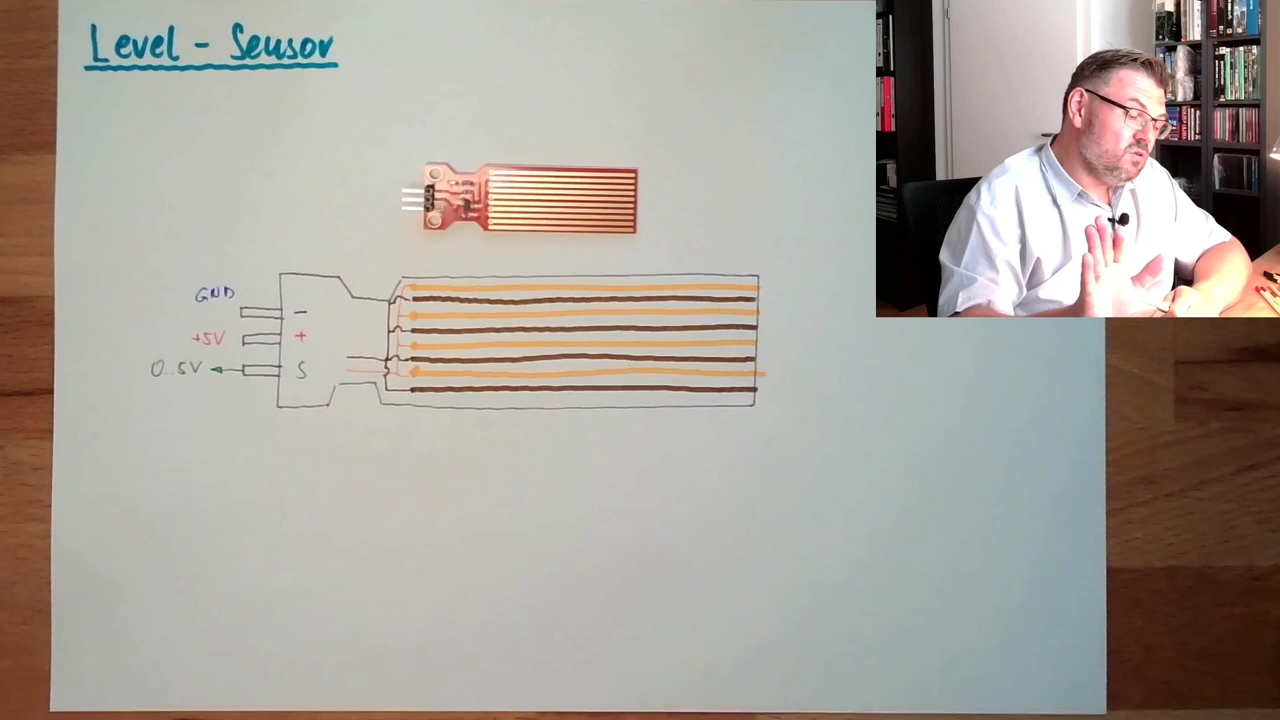 Level - Sensor
GND -
+5V +
0..5V S